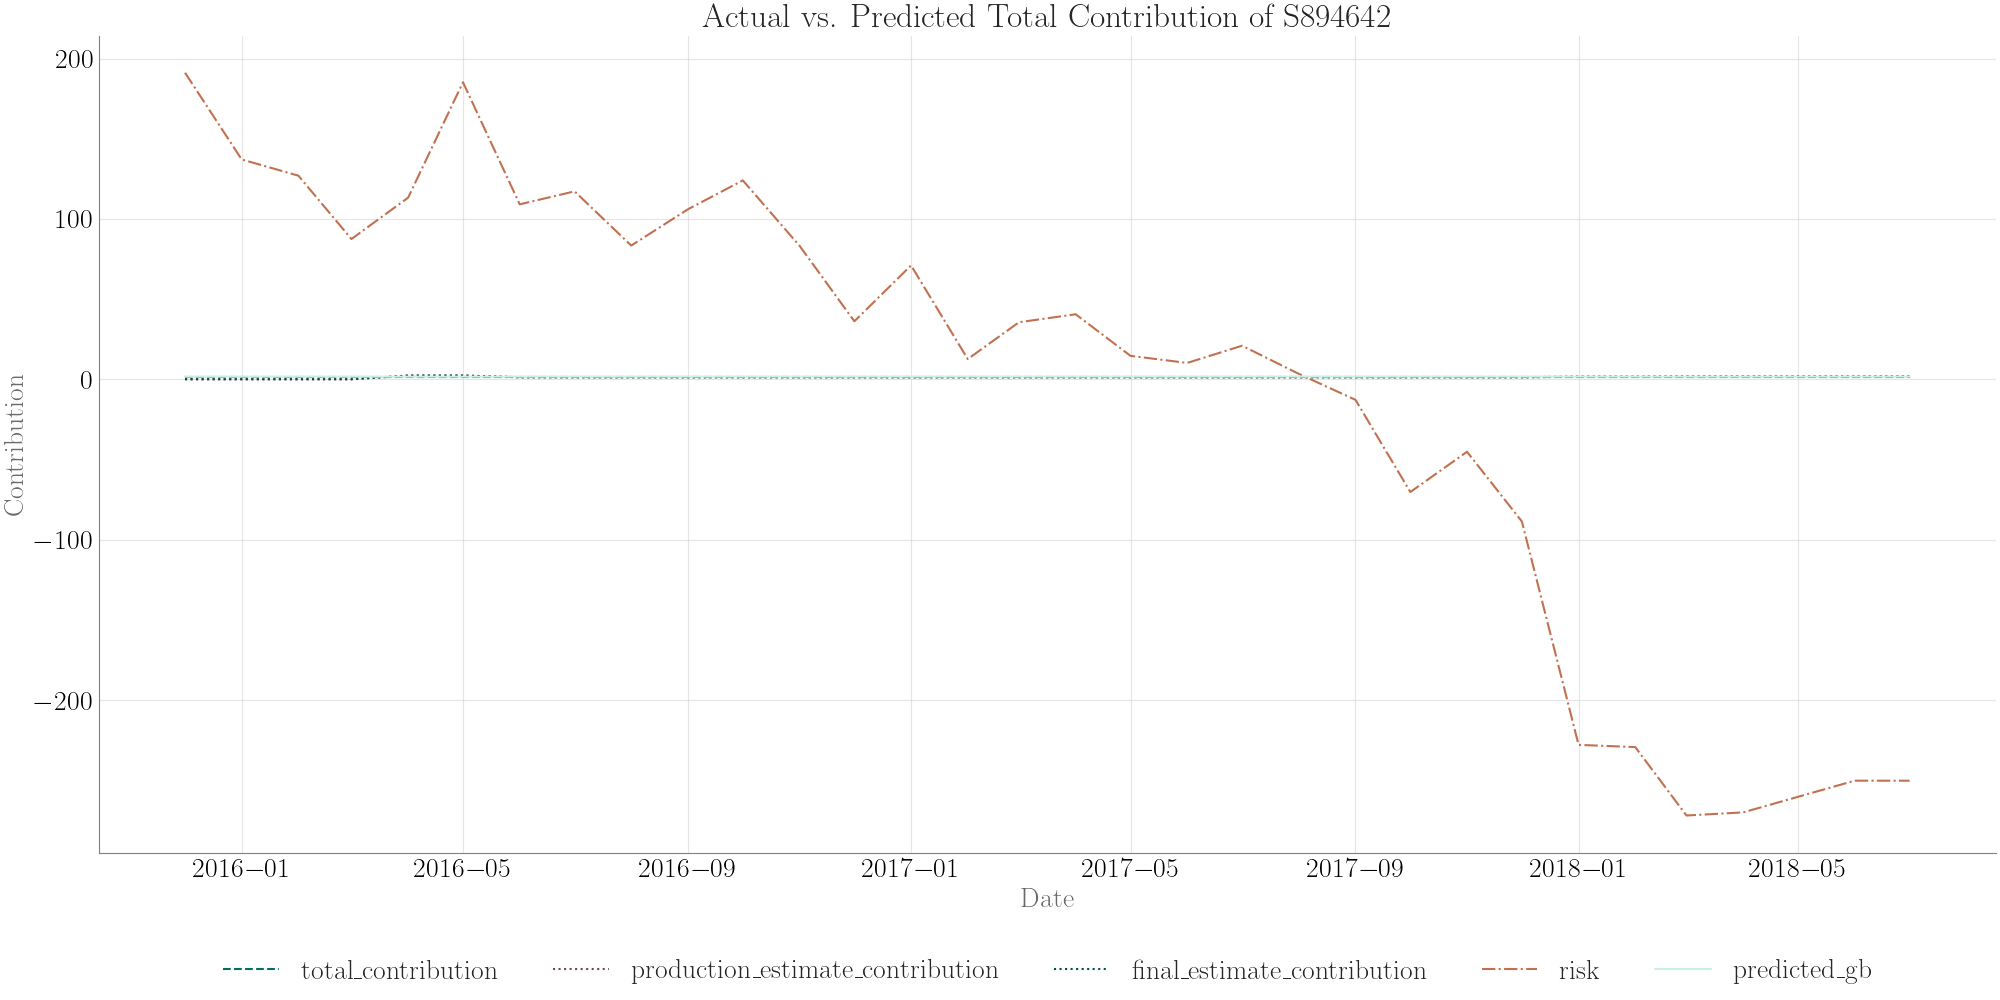 Actual vs. Predicted Total Contribution of S894642
200
100
0
−100
−200
Contribution
2016−01 2016−05 2016−09 2017−01 2017−05 2017−09 2018−01 2018−05
Date
total_contribution production_estimate_contribution final_estimate_contribution risk predicted_gb